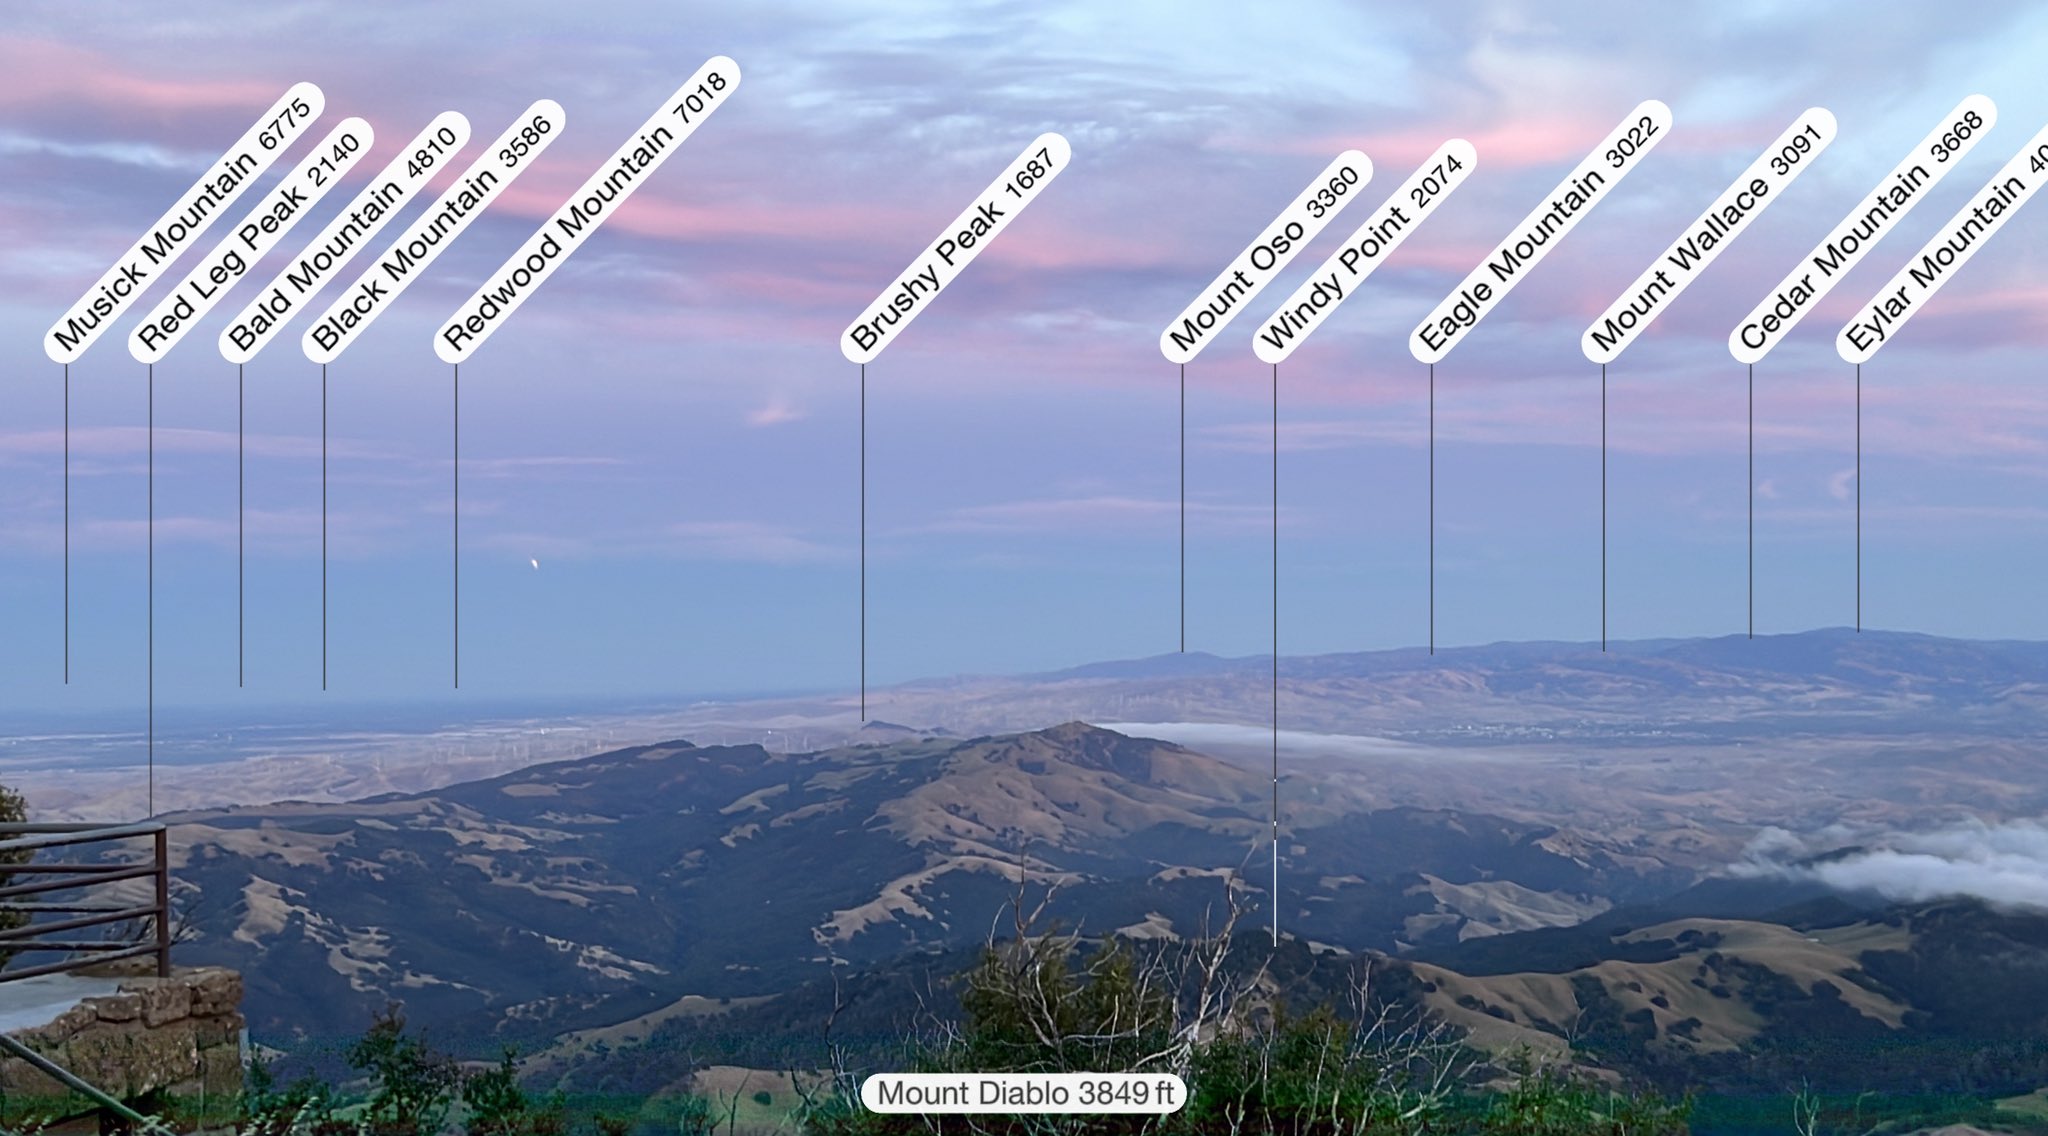 Musick Mountain 6775
Red Leg Peak 2140
Bald Mountain 4810
Black Mountain 3586
Redwood Mountain 7018
Brushy Peak 1687
Mount Oso 3360
Windy Point 2074
Eagle Mountain 3022
Mount Wallace 3091
Cedar Mountain 3668
Eylar Mountain
Mount Diablo 3849 ft